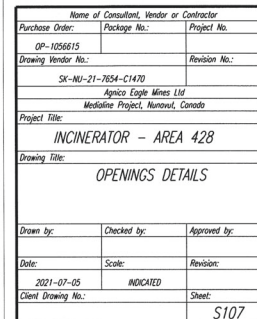 Name of Consultant, Vendor or Contractor
Purchase Order: Package No.: Project No.
OP-1056615
Drawing Vendor No.: Revision No.:
SK-NU-21-7654-C1470
Agnico Eagle Mines Ltd
Medialine Project, Nunavut, Canada
Project Title:
INCINERATOR - AREA 428
Drawing Title:
OPENINGS DETAILS
Drawn by: Checked by: Approved by:
Date: Scale: Revision:
2021-07-05 INDICATED
Client Drawing No.: Sheet:
S107